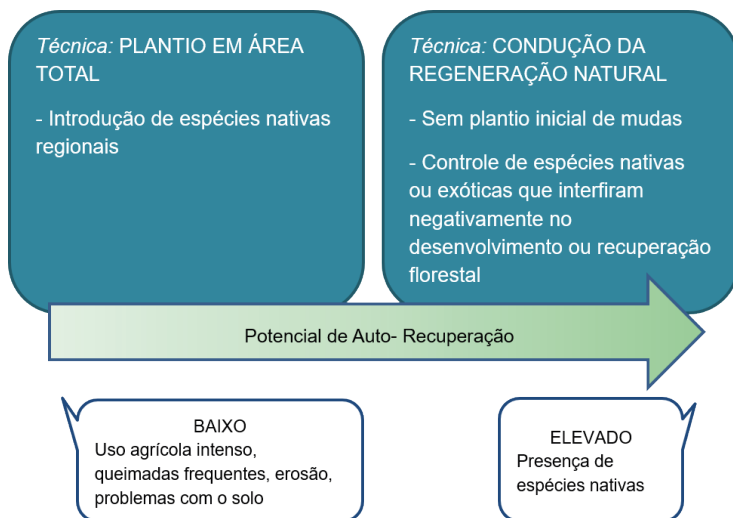 Técnica: PLANTIO EM ÁREA
TOTAL
- Introdução de espécies nativas
regionais
Técnica: CONDUÇÃO DA
REGENERAÇÃO NATURAL
- Sem plantio inicial de mudas
- Controle de espécies nativas
ou exóticas que interfiram
negativamente no
desenvolvimento ou recuperação
florestal
Potencial de Auto- Recuperação
BAIXO
Uso agrícola intenso,
queimadas frequentes, erosão,
problemas com o solo
ELEVADO
Presença de
espécies nativas